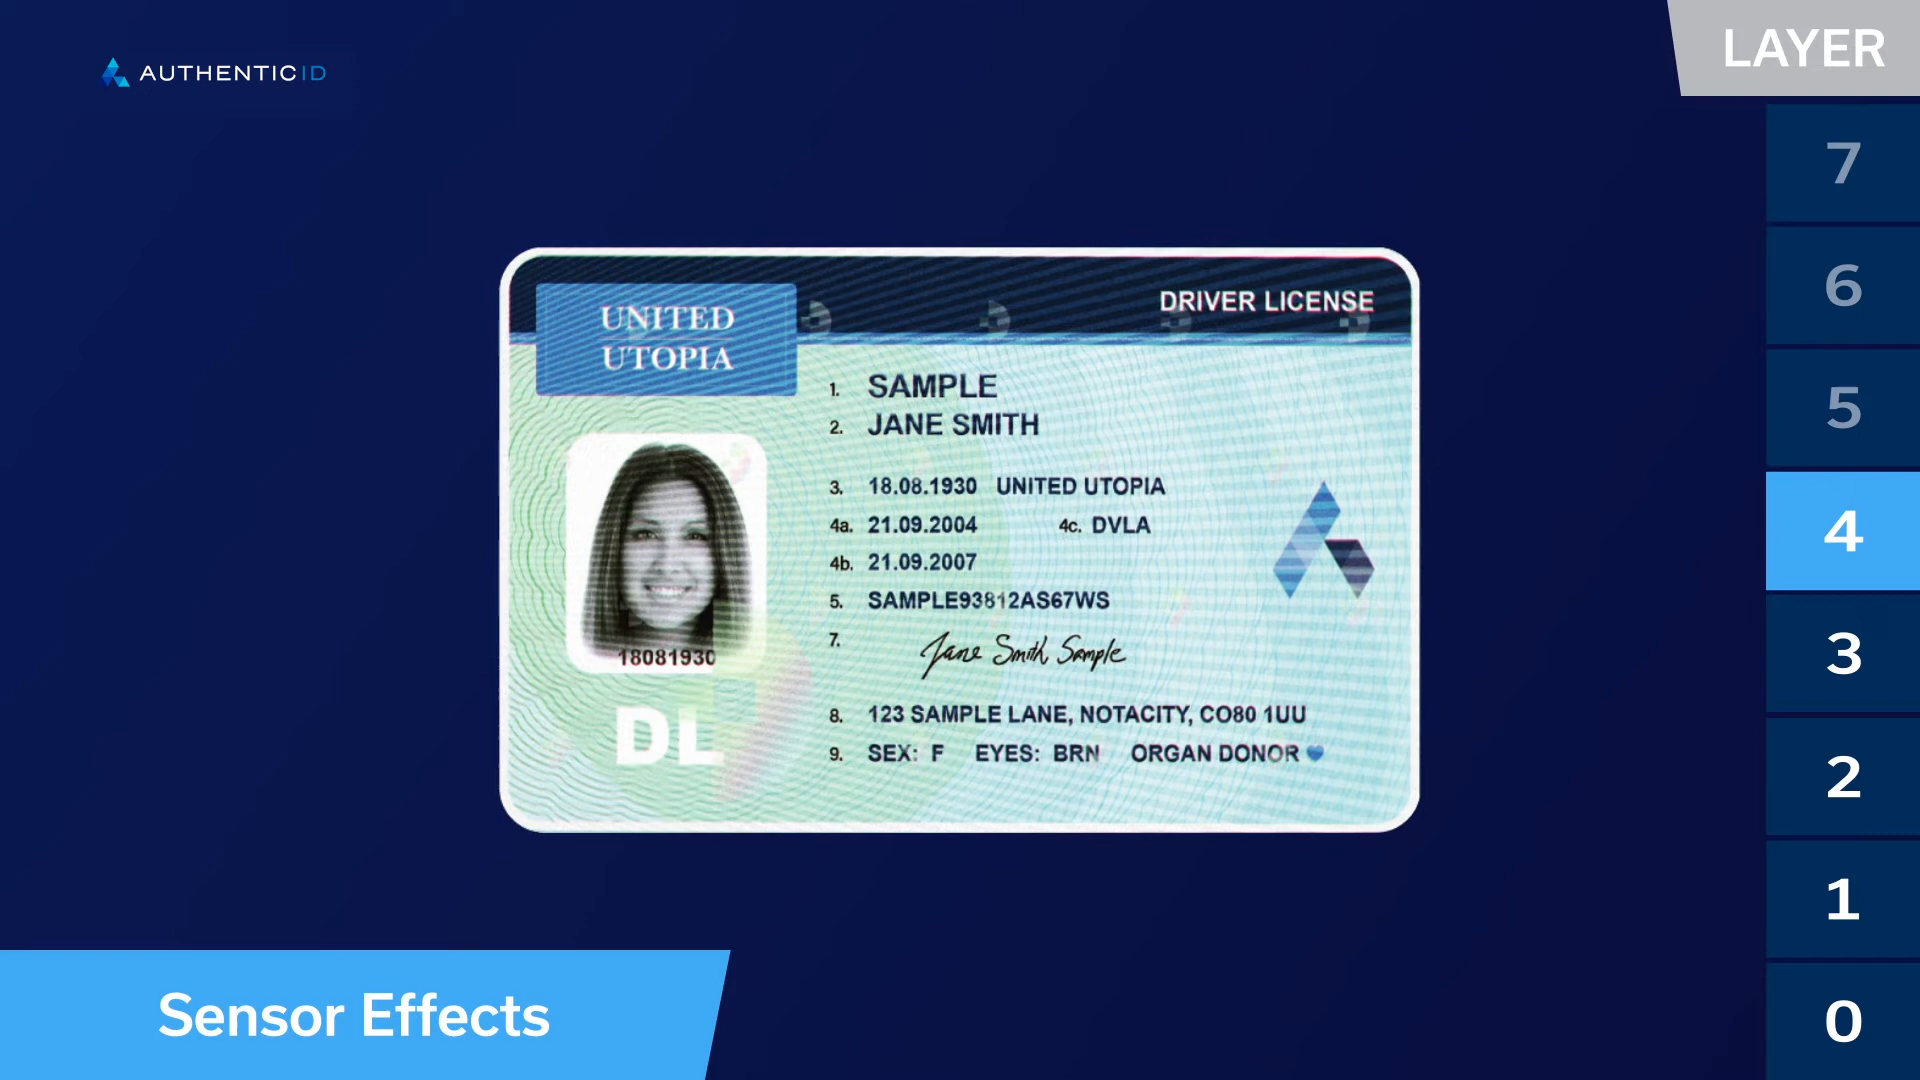 AUTHENTICID
LAYER
7
6
5
4
3
2
1
0
UNITED
UTOPIA
DRIVER LICENSE
1. SAMPLE
2. JANE SMITH
3. 18.08.1930 UNITED UTOPIA
4a. 21.09.2004 4c. DVLA
4b. 21.09.2007
5. SAMPLE93812AS67WS
7. Jane Smith Sample
18081930
DL
8. 123 SAMPLE LANE, NOTACITY, CO80 1UU
9. SEX: F EYES: BRN ORGAN DONOR
Sensor Effects